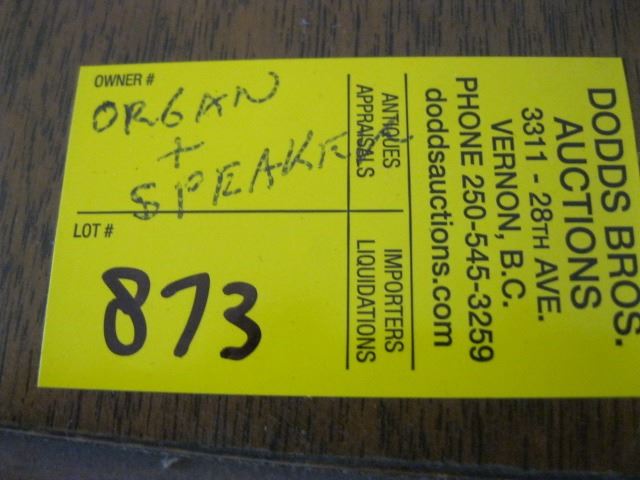 OWNER #
ORGAN
+
SPEAKER
LOT #
873
ANTIQUES
APPRAISALS
IMPORTERS
LIQUIDATIONS
DODDS BROS.
AUCTIONS
3311 - 28TH AVE.
VERNON, B.C.
PHONE 250-545-3259
doddsauctions.com